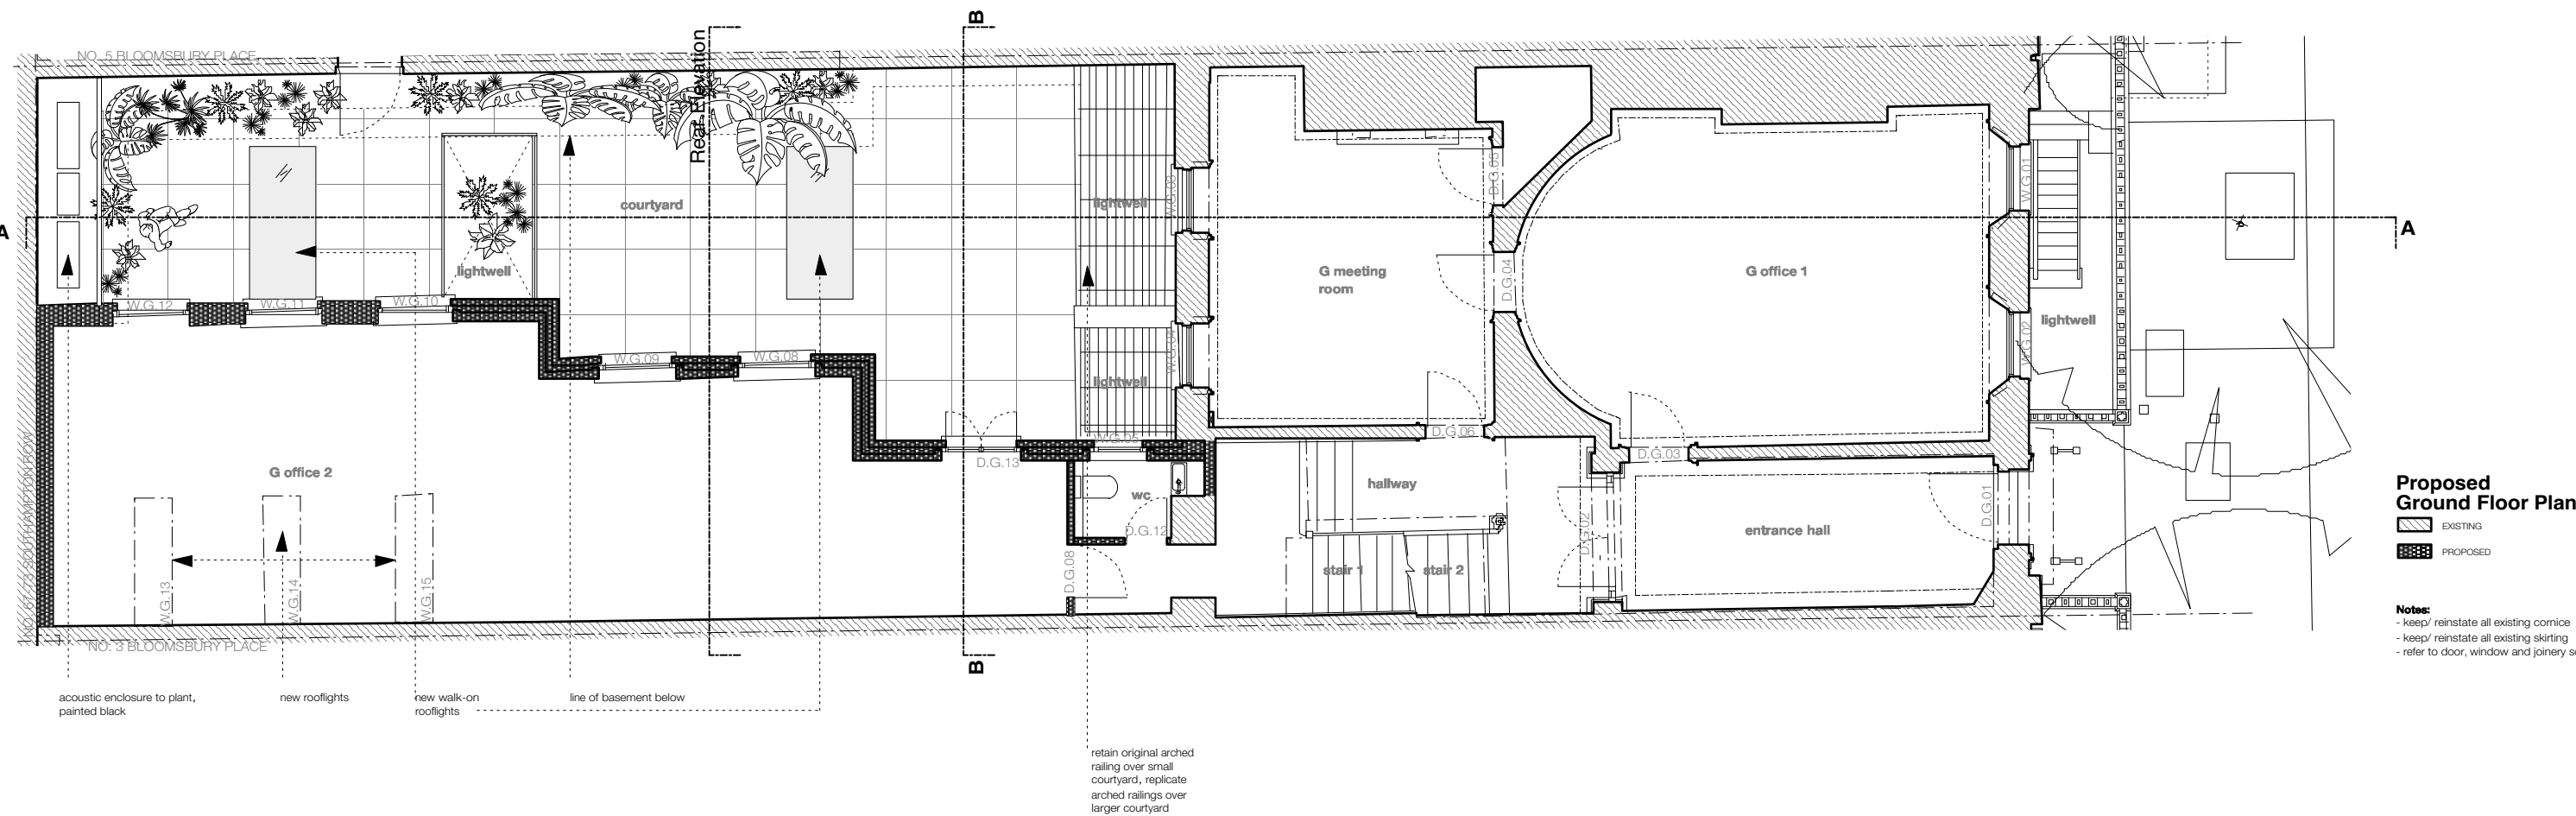 B
Rear Elevation
NO. 5 BLOOMSBURY PLACE
A
A
courtyard
lightwell
lightwell
lightwell
lightwell
W.G.03
W.G.04
D.G.05
D.G.04
G meeting
room
G office 1
W.G.01
W.G.02
W.G.12
W.G.11
W.G.10
W.G.09
W.G.08
W.G.05
D.G.13
D.G.06
D.G.03
G office 2
wc
D.G.12
D.G.08
hallway
stair 1
stair 2
D.G.02
entrance hall
D.G.01
W.G.13
W.G.14
W.G.15
NO. 3 BLOOMSBURY PLACE
B
Proposed
Ground Floor Plan
EXISTING
PROPOSED
Notes:
- keep/ reinstate all existing cornice
- keep/ reinstate all existing skirting
- refer to door, window and joinery
acoustic enclosure to plant,
painted black
new rooflights
new walk-on
rooflights
line of basement below
retain original arched
railing over small
courtyard, replicate
arched railings over
larger courtyard